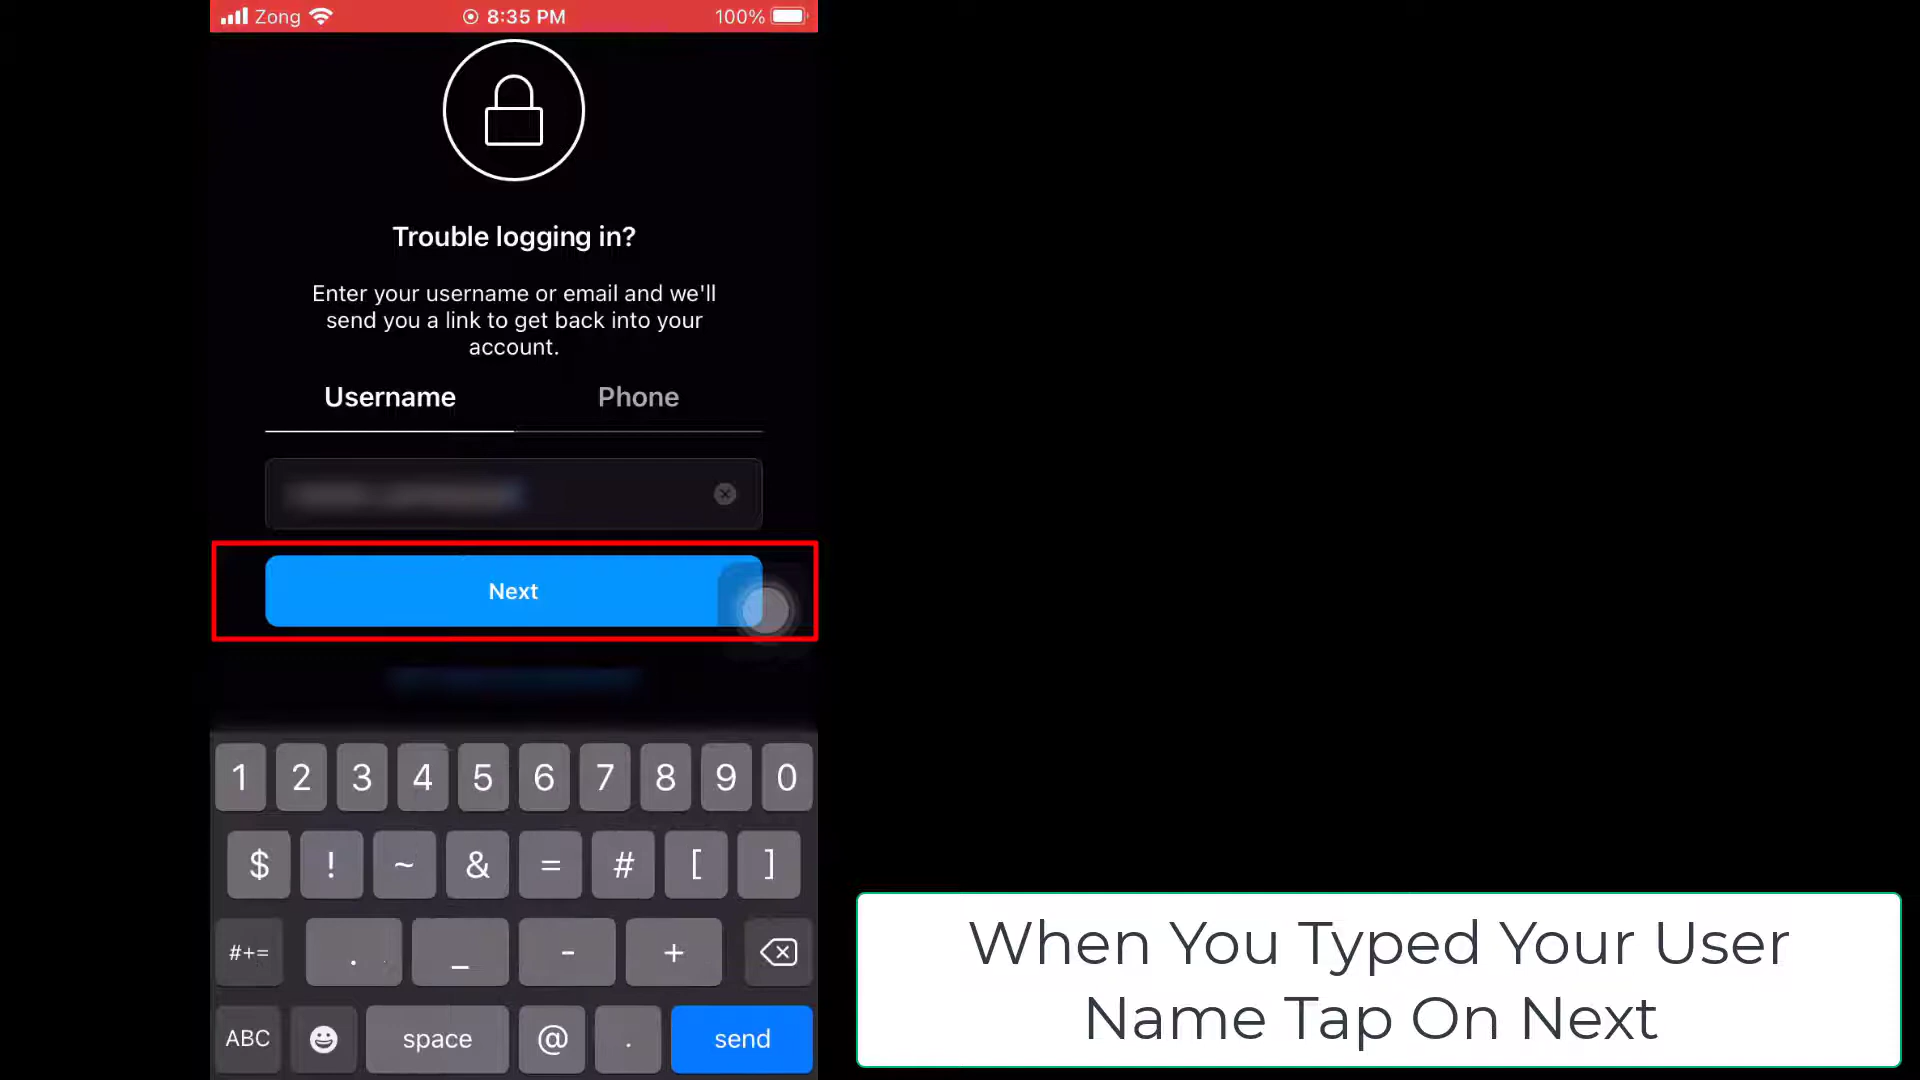 Zong 8:35 PM 100%
Trouble logging in?
Enter your username or email and we'll
send you a link to get back into your
account.
Username Phone
Next
1 2 3 4 5 6 7 8 9 0
$ ! ~ & = # [ ]
#+= . _ - +
ABC space @ . send
When You Typed Your User
Name Tap On Next